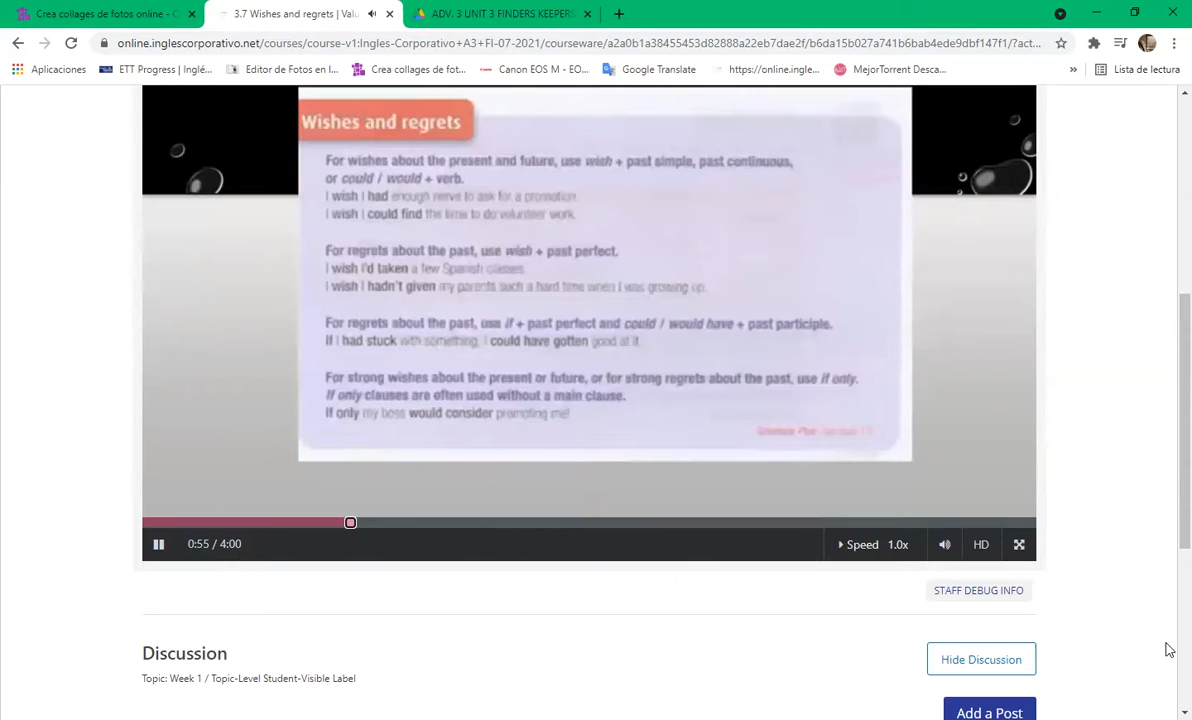 Crea collages de fotos online - C
3.7 Wishes and regrets | Valu
ADV. 3 UNIT 3 FINDERS KEEPERS
online.inglescorporativo.net/courses/course-v1:Ingles-Corporativo+A3+FI-07-2021/courseware/a2a0b1a38455453d82888a22eb7dae2f/b6da15b027a741b6bab4ede9dbf147f1/?act...
Aplicaciones
ETT Progress | Inglé...
Editor de Fotos en l...
Crea collages de fot...
Canon EOS M - EO...
Google Translate
https://online.ingle...
MejorTorrent Desca...
»
Lista de lectura
Wishes and regrets
For wishes about the present and future, use wish + past simple, past continuous,
or could / would + verb.
I wish I had enough nerve to ask for a promotion.
I wish I could find the time to do volunteer work.
For regrets about the past, use wish + past perfect.
I wish I'd taken a few Spanish classes.
I wish I hadn't given my parents such a hard time when I was growing up.
For regrets about the past, use if + past perfect and could / would have + past participle.
If I had stuck with something, I could have gotten good at it.
For strong wishes about the present or future, or for strong regrets about the past, use if only.
If only clauses are often used without a main clause.
If only my boss would consider promoting me!
0:55 / 4:00
Speed 1.0x
HD
STAFF DEBUG INFO
Discussion
Hide Discussion
Topic: Week 1 / Topic-Level Student-Visible Label
Add a Post